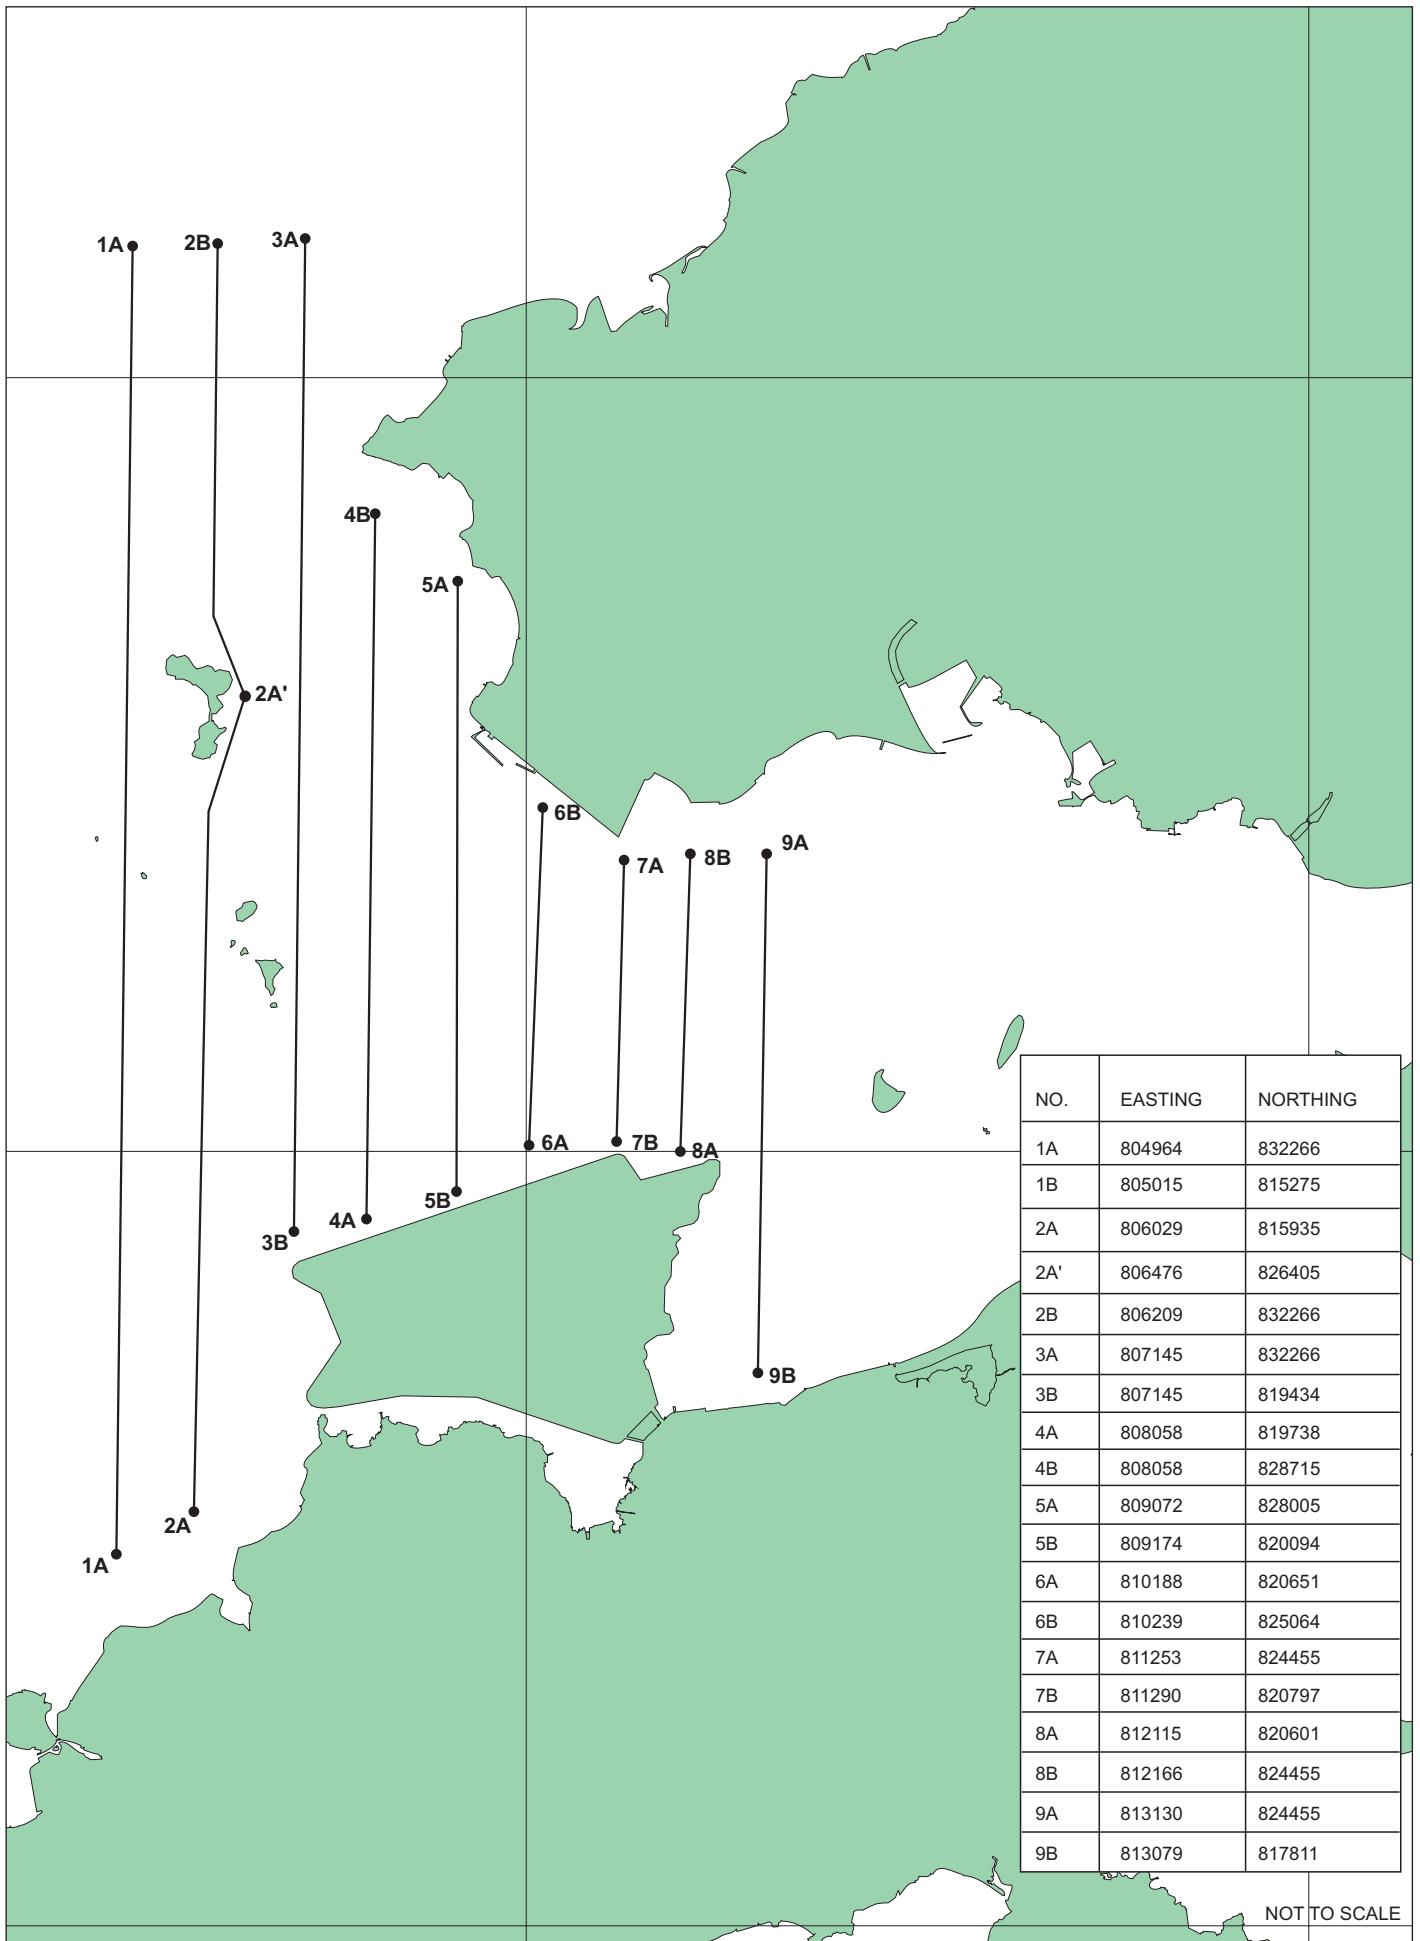 1A
2B
3A
4B
5A
2A'
6B
7A
8B
9A
6A
7B
8A
5B
4A
3B
9B
2A
1A
NO. EASTING NORTHING
1A 804964 832266
1B 805015 815275
2A 806029 815935
2A' 806476 826405
2B 806209 832266
3A 807145 832266
3B 807145 819434
4A 808058 819738
4B 808058 828715
5A 809072 828005
5B 809174 820094
6A 810188 820651
6B 810239 825064
7A 811253 824455
7B 811290 820797
8A 812115 820601
8B 812166 824455
9A 813130 824455
9B 813079 817811
NOT TO SCALE